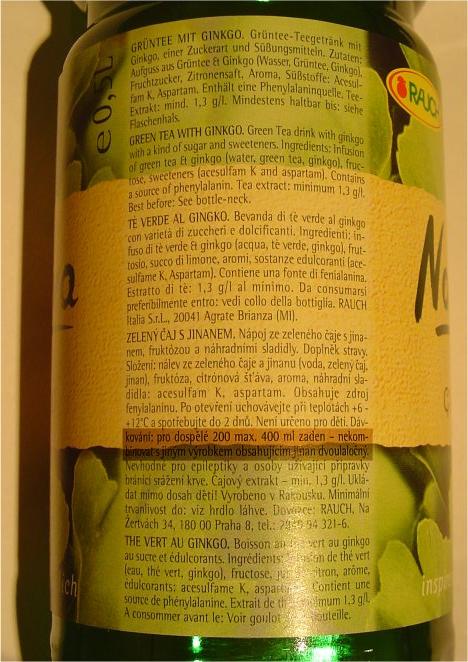 e 0,5L
RAUCH
GRÜNTEE MIT GINKGO. Grüntee-Teegetränk mit
Ginkgo, einer Zuckerart und Süßungsmitteln. Zutaten:
Aufguss aus Grüntee & Ginkgo (Wasser, Grüntee, Ginkgo),
Fruchtzucker, Zitronensaft, Aroma, Süßstoffe: Acesul-
fam K, Aspartam. Enthält eine Phenylalaninquelle. Tee-
Extrakt: mind. 1,3 g/l. Mindestens haltbar bis: siehe
Flaschenhals.
GREEN TEA WITH GINKGO. Green Tea drink with ginkgo
with a kind of sugar and sweeteners. Ingredients: Infusion
of green tea & ginkgo (water, green tea, ginkgo), fruc-
tose, sweeteners (acesulfam K and aspartam). Contains
a source of phenylalanin. Tea extract: minimum 1,3 g/l.
Best before: See bottle-neck.
TÈ VERDE AL GINGKO. Bevanda di tè verde al ginkgo
con varietà di zuccheri e dolcificanti. Ingredienti: in-
fuso di tè verde & ginkgo (acqua, tè verde, ginkgo), frut-
tosio, succo di limone, aromi, sostanze edulcoranti (ace-
sulfame K, Aspartam). Contiene una fonte di fenilalanina.
Estratto di tè: 1,3 g/l al minimo. Da consumarsi
preferibilmente entro: vedi collo della bottiglia. RAUCH
Italia S.r.L., 20041 Agrate Brianza (MI).
ZELENÝ ČAJ S JINANEM. Nápoj ze zeleného čaje s jina-
nem, fruktózou a náhradními sladidly. Doplněk stravy.
Složení: nálev ze zeleného čaje a jinanu (voda, zelený čaj,
jinan), fruktóza, citrónová šťáva, aroma, náhradní sla-
didla: acesulfam K, aspartam. Obsahuje zdroj
fenylalaninu. Po otevření uchovávejte při teplotách +6 -
+12°C a spotřebujte do 2 dnů. Není určeno pro děti. Dáv-
kování: pro dospělé 200 max. 400 ml za den – nekom-
binovat s jiným výrobkem obsahujícím jinan dvoulaločný.
Nevhodné pro epileptiky a osoby užívající přípravky
bránící srážení krve. Čajový extrakt – min. 1,3 g/l. Uklá-
dat mimo dosah dětí! Vyrobeno v Rakousku. Minimální
trvanlivost do: viz hrdlo láhve. Dovozce: RAUCH, Na
Žertvách 34, 180 00 Praha 8, tel.: 94 321-6.
THE VERT AU GINKGO. Boisson au vert au ginkgo
au sucre et édulcorants. Ingrédients: Infusion de thé vert
(eau, thé vert, ginkgo), fructose, citron, arôme,
édulcorants: acesulfame K, aspartam. Contient une
source de phénylalanine. Extrait de thé minimum 1,3 g/l.
A consommer avant le: Voir goulot bouteille.